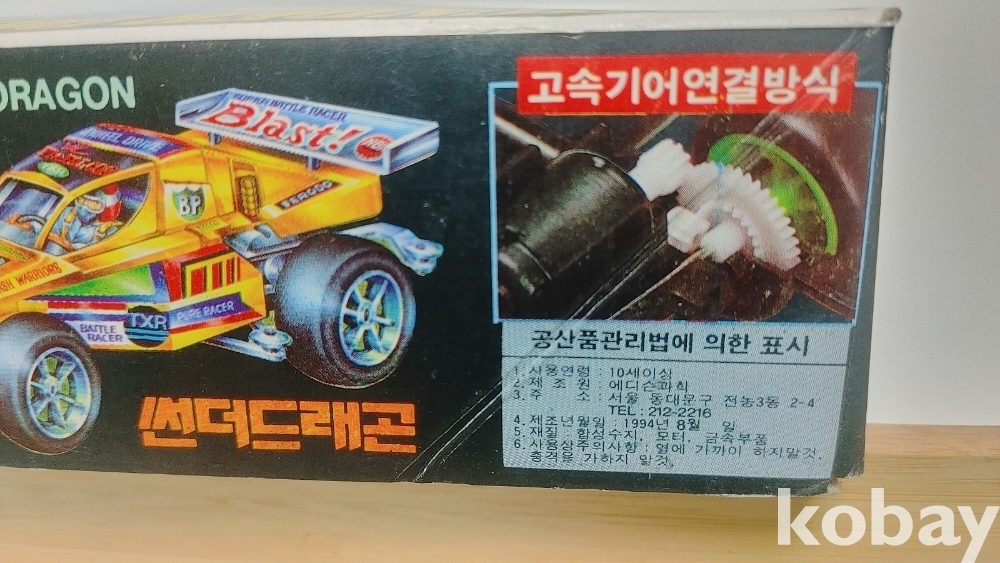 DRAGON
SUPER BATTLE RACER
Blast!
BP
WARRIORS
BATTLE
RACER
TXR
PURE RACER
썬더드래곤
고속기어연결방식
공산품관리법에 의한 표시
1. 사용연령 : 10세이상
2. 제 조 원 : 에디슨과학
3. 주 소 : 서울 동대문구 전농3동 2-4
TEL : 212-2216
4. 제조년월일 : 1994년 8월 일
5. 재질 : 합성수지, 모터, 금속부품
6. 사용상주의사항 : 열에 가까이 하지말것.
충격을 가하지 말것.
kobay